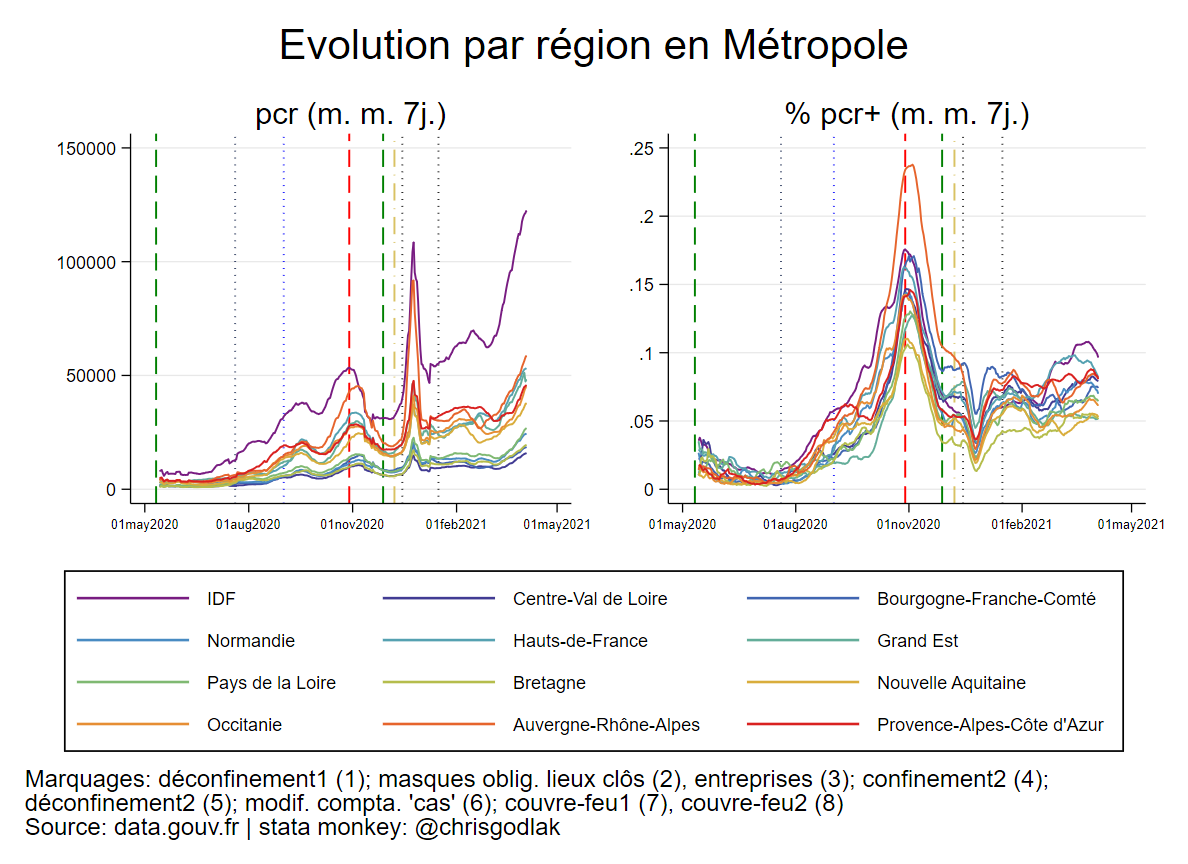 Evolution par région en Métropole
pcr (m. m. 7j.)
150000
100000
50000
0
01may2020 01aug2020 01nov2020 01feb2021 01may2021
% pcr+ (m. m. 7j.)
.25
.2
.15
.1
.05
0
01may2020 01aug2020 01nov2020 01feb2021 01may2021
IDF Centre-Val de Loire Bourgogne-Franche-Comté
Normandie Hauts-de-France Grand Est
Pays de la Loire Bretagne Nouvelle Aquitaine
Occitanie Auvergne-Rhône-Alpes Provence-Alpes-Côte d'Azur
Marquages: déconfinement1 (1); masques oblig. lieux clôs (2), entreprises (3); confinement2 (4);
déconfinement2 (5); modif. compta. 'cas' (6); couvre-feu1 (7), couvre-feu2 (8)
Source: data.gouv.fr | stata monkey: @chrisgodlak